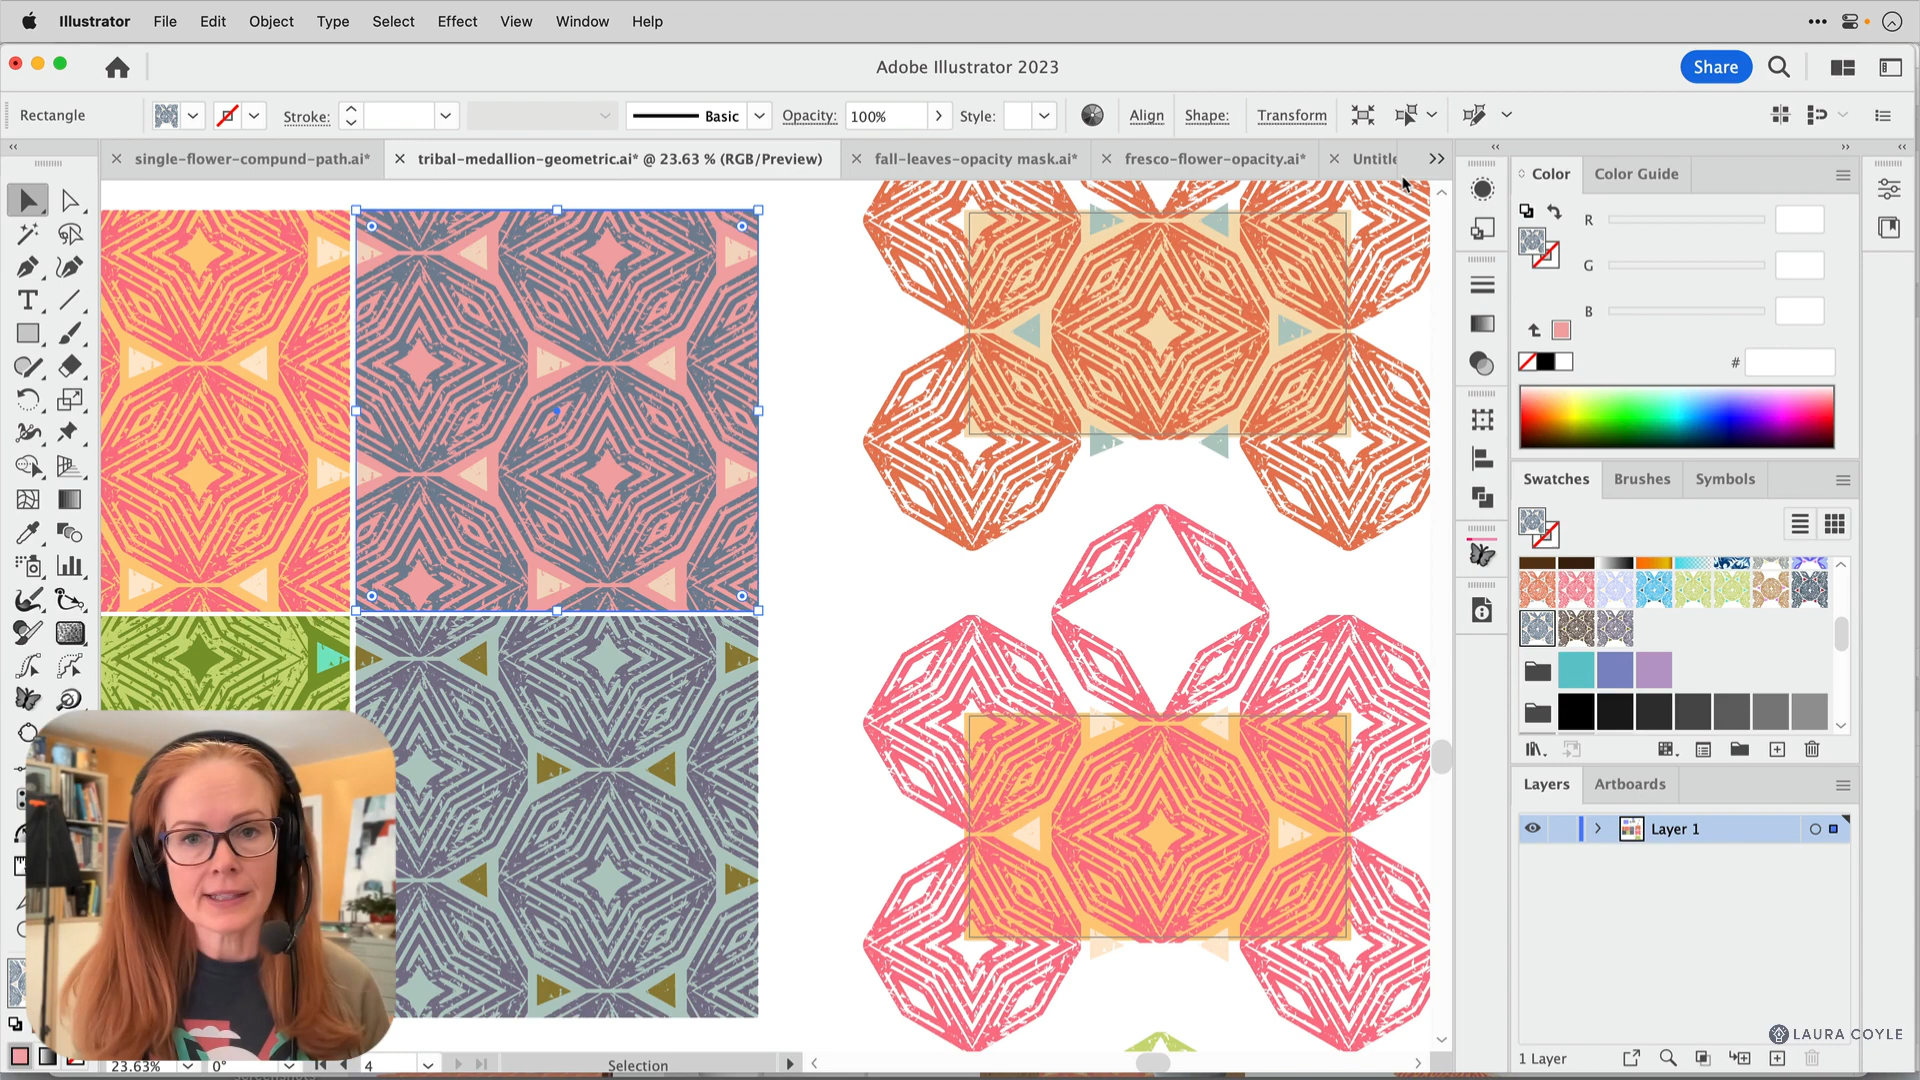 Illustrator File Edit Object Type Select Effect View Window Help
Adobe Illustrator 2023
Share
Rectangle Stroke: Basic Opacity: 100% Style: Align Shape: Transform
single-flower-compund-path.ai* tribal-medallion-geometric.ai* @ 23.63 % (RGB/Preview) fall-leaves-opacity mask.ai* fresco-flower-opacity.ai* Untitle
Color Color Guide
R
G
B
#
Swatches Brushes Symbols
Layers Artboards
Layer 1
LAURA COYLE
1 Layer
23.63% 0° 4 Selection